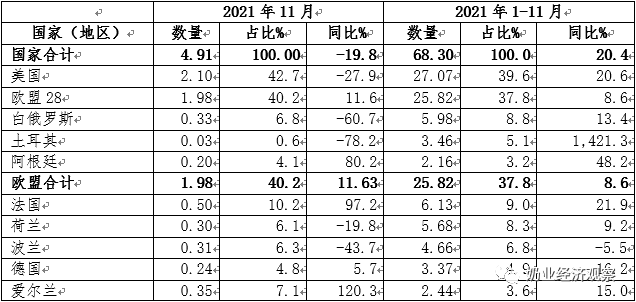 国家（地区） 2021 年 11 月 2021 年 1-11 月
数量 占比% 同比% 数量 占比% 同比%
国家合计 4.91 100.00 -19.8 68.30 100.0 20.4
美国 2.10 42.7 -27.9 27.07 39.6 20.6
欧盟 28 1.98 40.2 11.6 25.82 37.8 8.6
白俄罗斯 0.33 6.8 -60.7 5.98 8.8 13.4
土耳其 0.03 0.6 -78.2 3.46 5.1 1,421.3
阿根廷 0.20 4.1 80.2 2.16 3.2 48.2
欧盟合计 1.98 40.2 11.63 25.82 37.8 8.6
法国 0.50 10.2 97.2 6.13 9.0 21.9
荷兰 0.30 6.1 -19.8 5.68 8.3 9.2
波兰 0.31 6.3 -43.7 4.66 6.8 -5.5
德国 0.24 4.8 5.7 3.37 4.9 16.2
爱尔兰 0.35 7.1 120.3 2.44 3.6 15.0
奶业经济观察